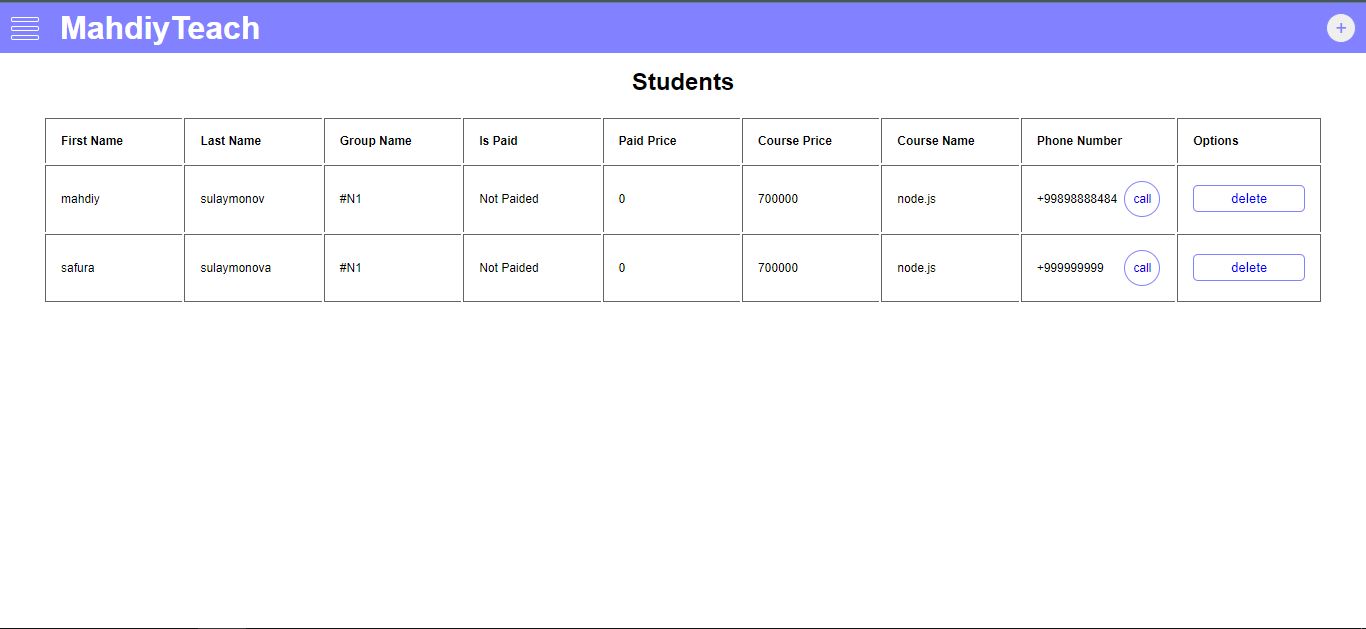 MahdiyTeach +
Students
First Name Last Name Group Name Is Paid Paid Price Course Price Course Name Phone Number Options
mahdiy sulaymonov #N1 Not Paided 0 700000 node.js +99898888484 call delete
safura sulaymonova #N1 Not Paided 0 700000 node.js +999999999 call delete